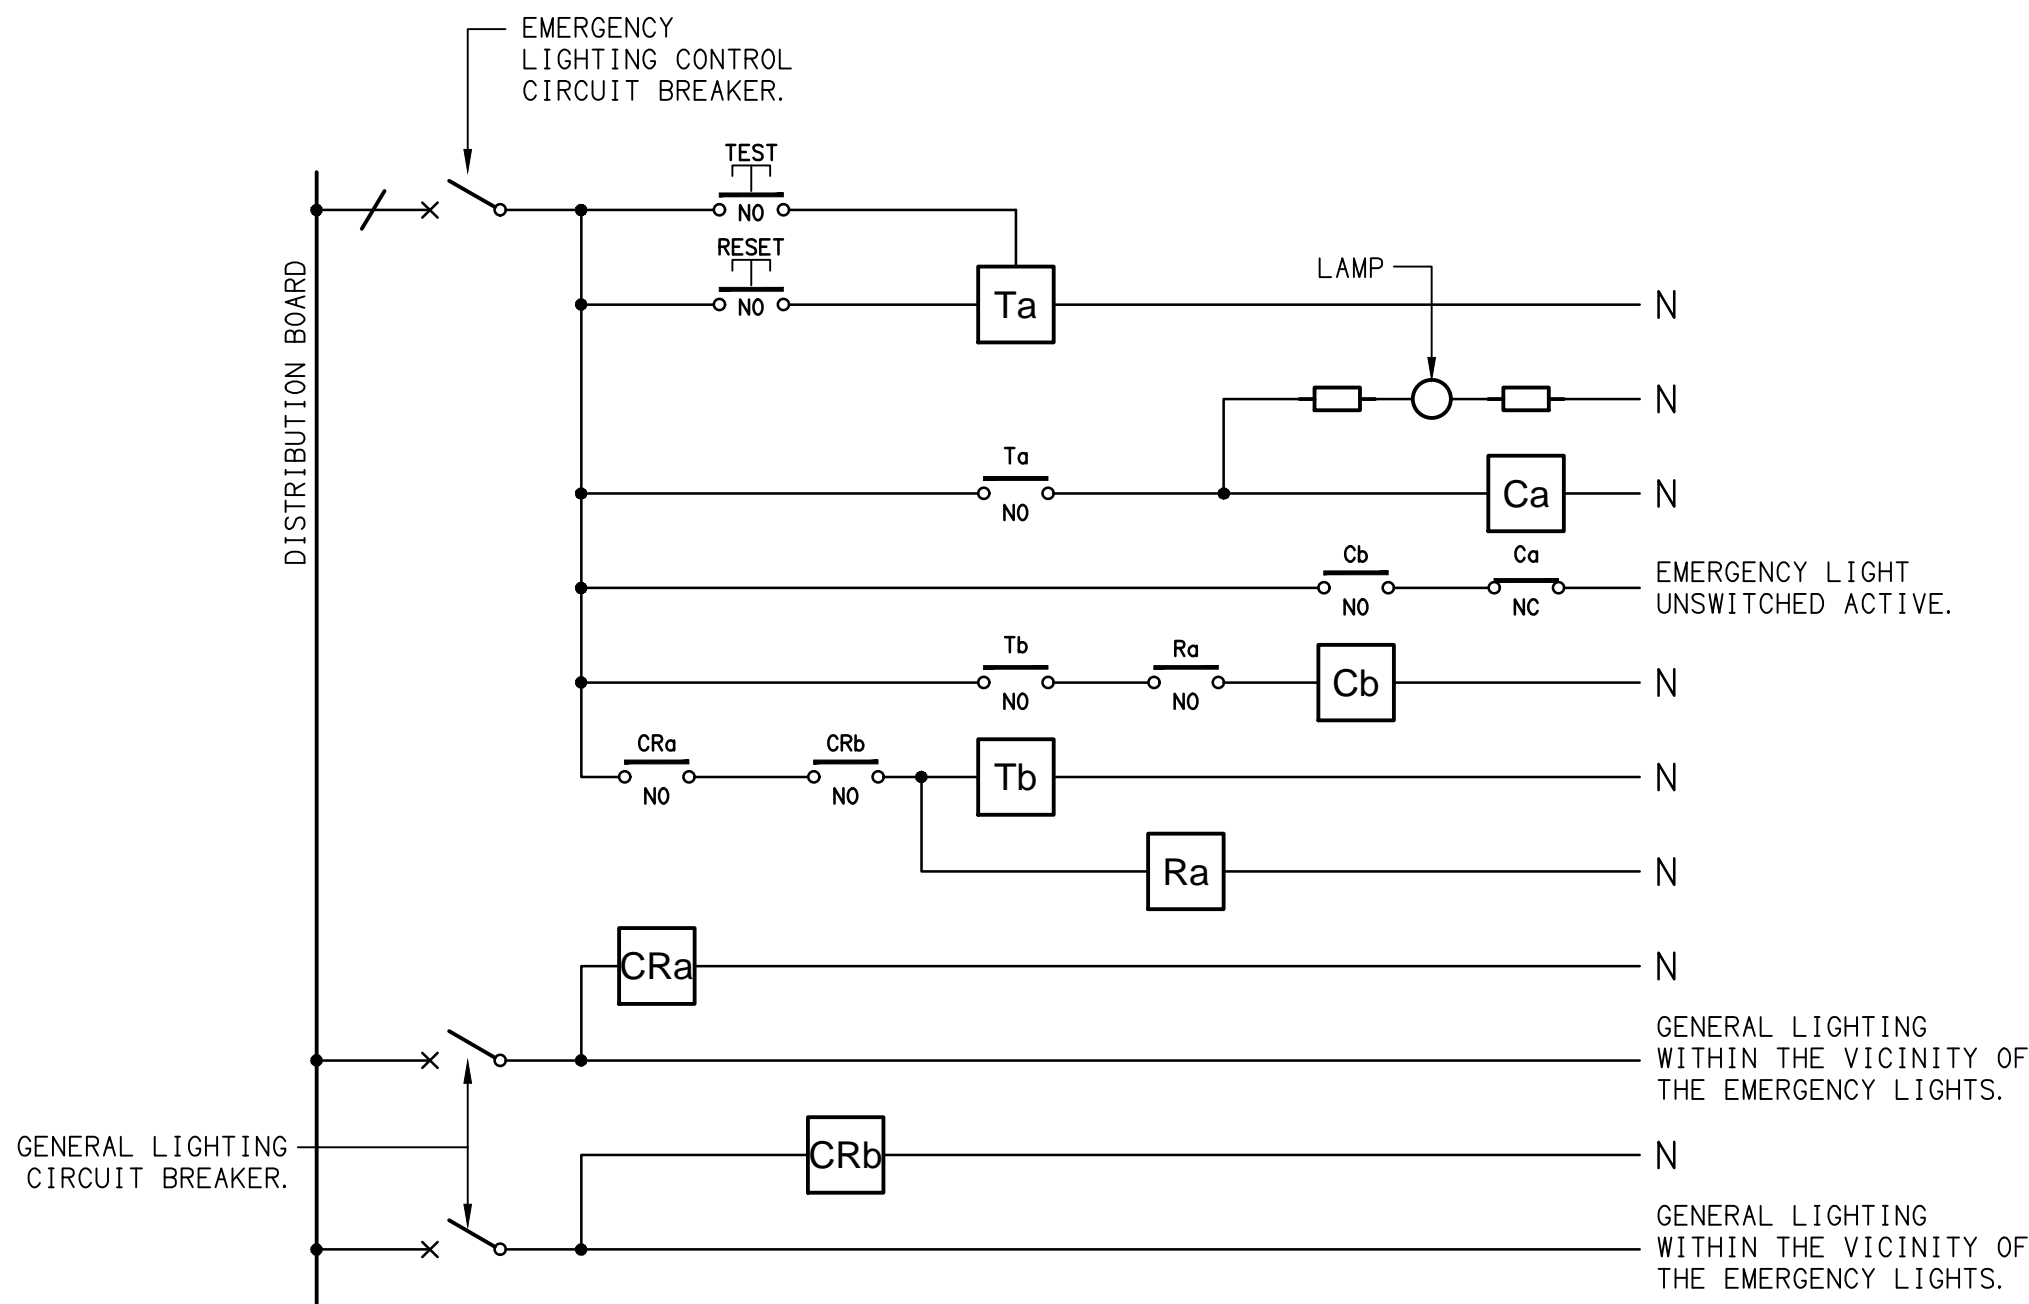 EMERGENCY
LIGHTING CONTROL
CIRCUIT BREAKER.
TEST
NO
RESET
NO
DISTRIBUTION BOARD
Ta
N
LAMP
N
Ta
NO
Ca
N
Cb
NO
Ca
NC
EMERGENCY LIGHT
UNSWITCHED ACTIVE.
Tb
NO
Ra
NO
Cb
N
CRa
NO
CRb
NO
Tb
N
Ra
N
CRa
N
GENERAL LIGHTING
WITHIN THE VICINITY OF
THE EMERGENCY LIGHTS.
GENERAL LIGHTING
CIRCUIT BREAKER.
CRb
N
GENERAL LIGHTING
WITHIN THE VICINITY OF
THE EMERGENCY LIGHTS.